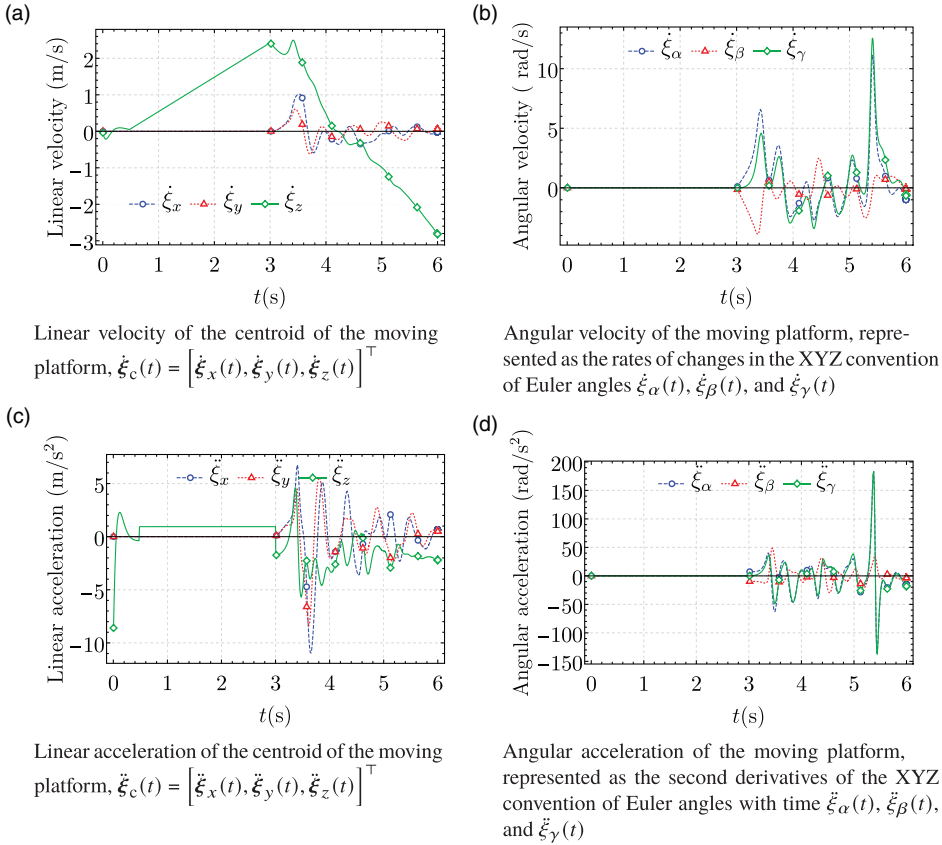 (a)
Linear velocity (m/s)
2
1
0
−1
−2
−3
ξ̇x ξ̇y ξ̇z
0 1 2 3 4 5 6
t(s)
Linear velocity of the centroid of the moving
platform, ξ̇c(t) = [ξ̇x(t), ξ̇y(t), ξ̇z(t)]⊤
(b)
Angular velocity ( rad/s)
10
5
0
ξ̇α ξ̇β ξ̇γ
0 1 2 3 4 5 6
t(s)
Angular velocity of the moving platform, repre-
sented as the rates of changes in the XYZ convention
of Euler angles ξ̇α(t), ξ̇β(t), and ξ̇γ(t)
(c)
Linear acceleration (m/s²)
5
0
−5
−10
ξ̈x ξ̈y ξ̈z
0 1 2 3 4 5 6
t(s)
Linear acceleration of the centroid of the moving
platform, ξ̈c(t) = [ξ̈x(t), ξ̈y(t), ξ̈z(t)]⊤
(d)
Angular acceleration (rad/s²)
200
150
100
50
0
−50
−100
−150
ξ̈α ξ̈β ξ̈γ
0 1 2 3 4 5 6
t(s)
Angular acceleration of the moving platform,
represented as the second derivatives of the XYZ
convention of Euler angles with time ξ̈α(t), ξ̈β(t),
and ξ̈γ(t)